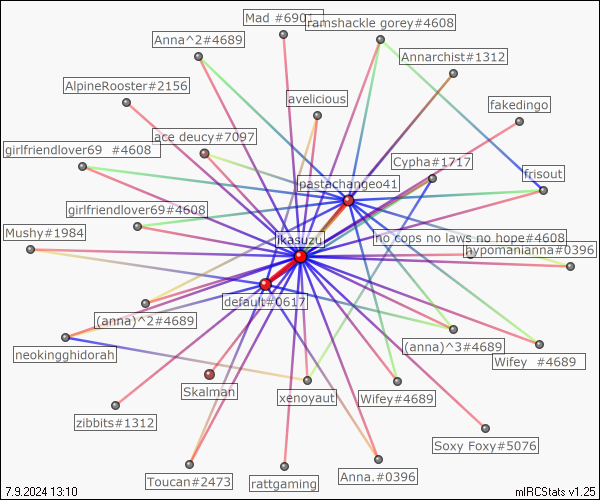 Mad #6901
ramshackle gorey#4608
Anna^2#4689
Annarchist#1312
AlpineRooster#2156
avelicious
fakedingo
ace deucy#7097
girlfriendlover69 #4608
Cypha#1717
frisout
pastachangeo41
girlfriendlover69#4608
Mushy#1984
ikasuzu
no cops no laws no hope#4608
hypomanianna#0396
default#0617
(anna)^2#4689
(anna)^3#4689
neokingghidorah
Wifey #4689
Skalman
xenoyaut
Wifey#4689
zibbits#1312
Soxy Foxy#5076
Toucan#2473
rattgaming
Anna.#0396
7.9.2024 13:10
mIRCStats v1.25